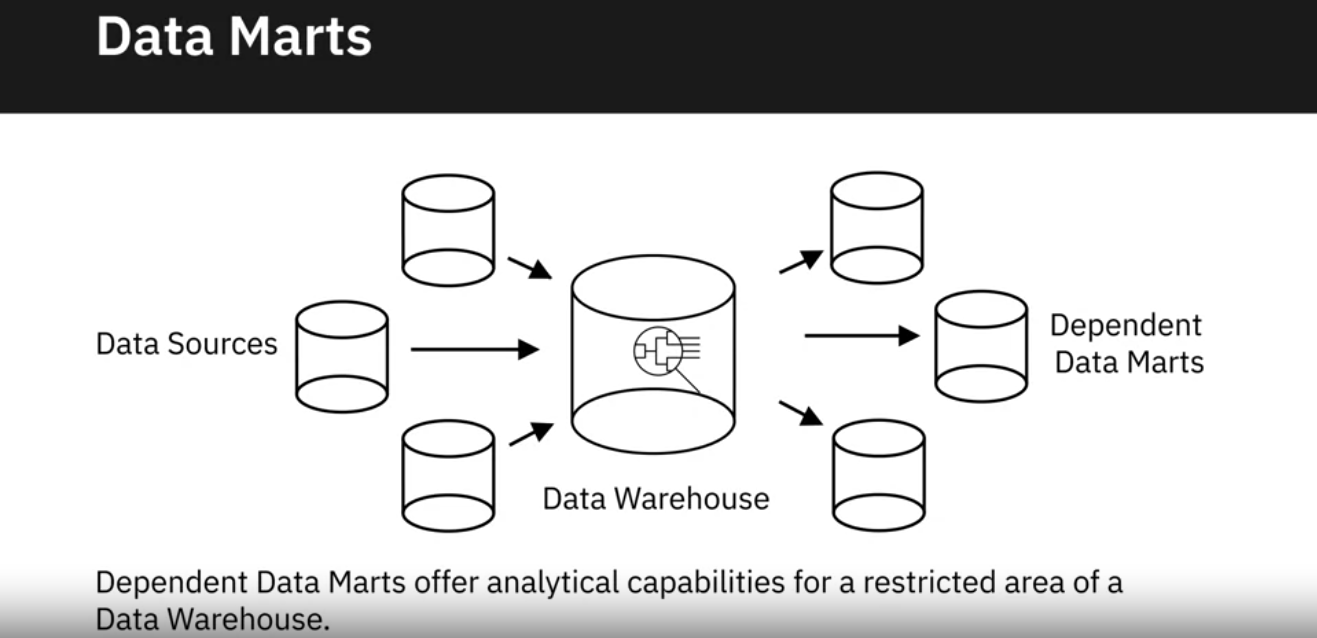 Data Marts
Data Sources
Dependent
Data Marts
Data Warehouse
Dependent Data Marts offer analytical capabilities for a restricted area of a
Data Warehouse.